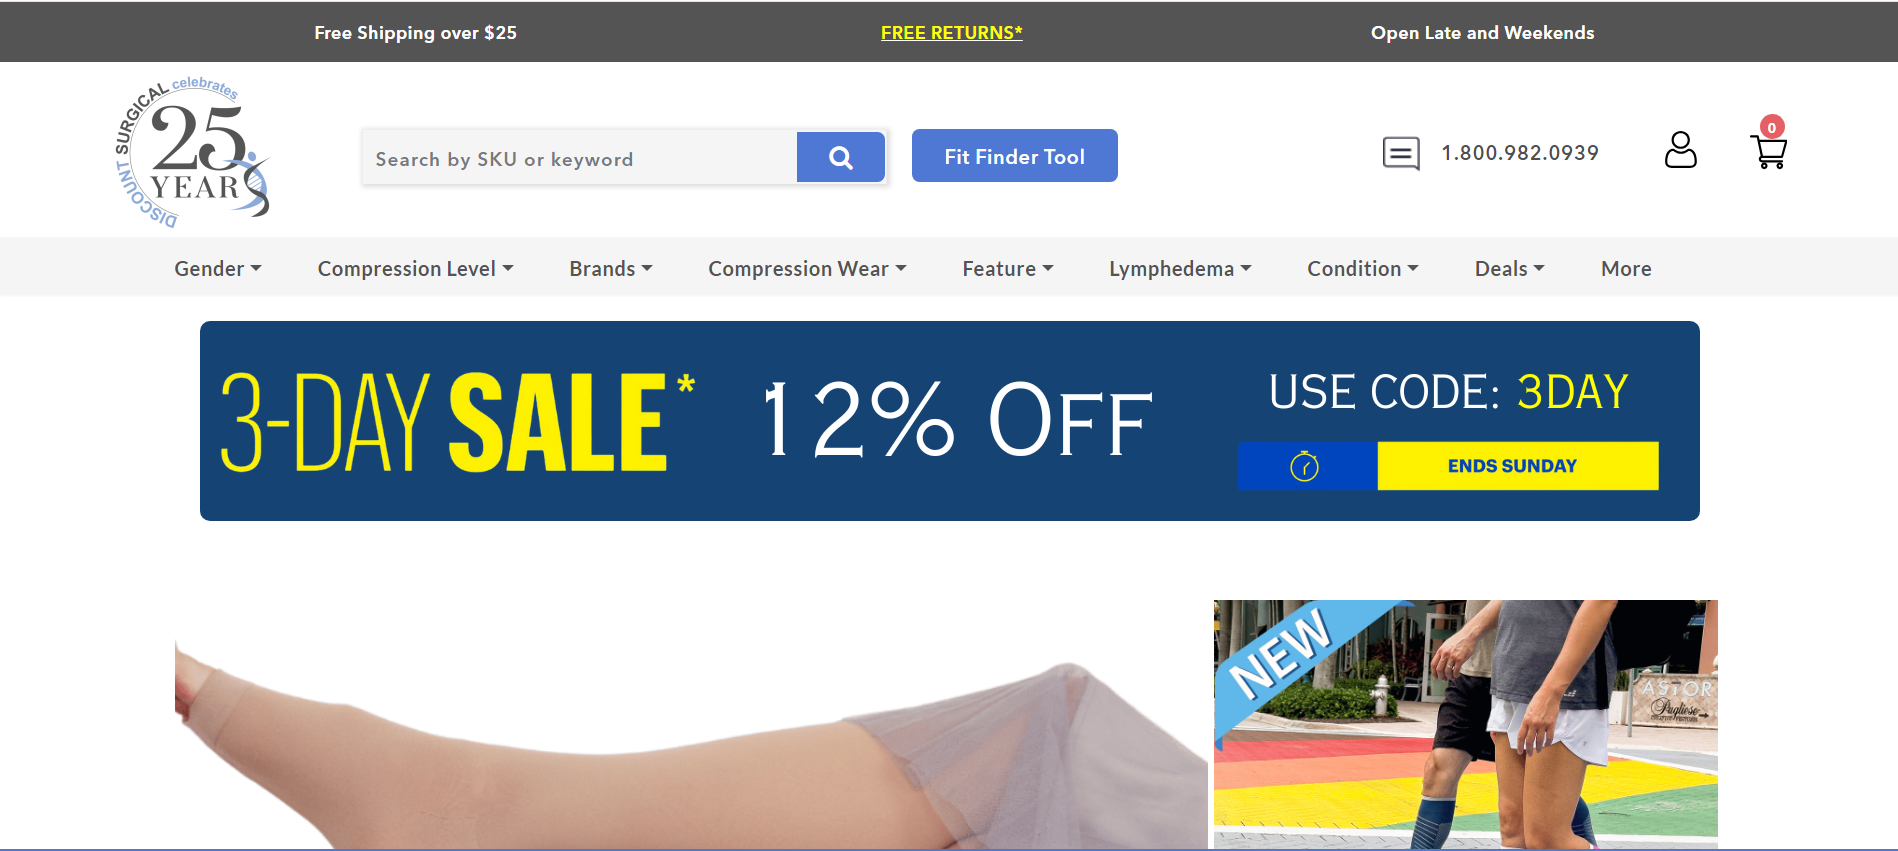 Free Shipping over $25
FREE RETURNS*
Open Late and Weekends
DISCOUNT SURGICAL celebrates
25
YEARS
Search by SKU or keyword
Fit Finder Tool
1.800.982.0939
0
Gender
Compression Level
Brands
Compression Wear
Feature
Lymphedema
Condition
Deals
More
3-DAY SALE*
12% OFF
USE CODE: 3DAY
ENDS SUNDAY
NEW
ASTOR
Pugliese